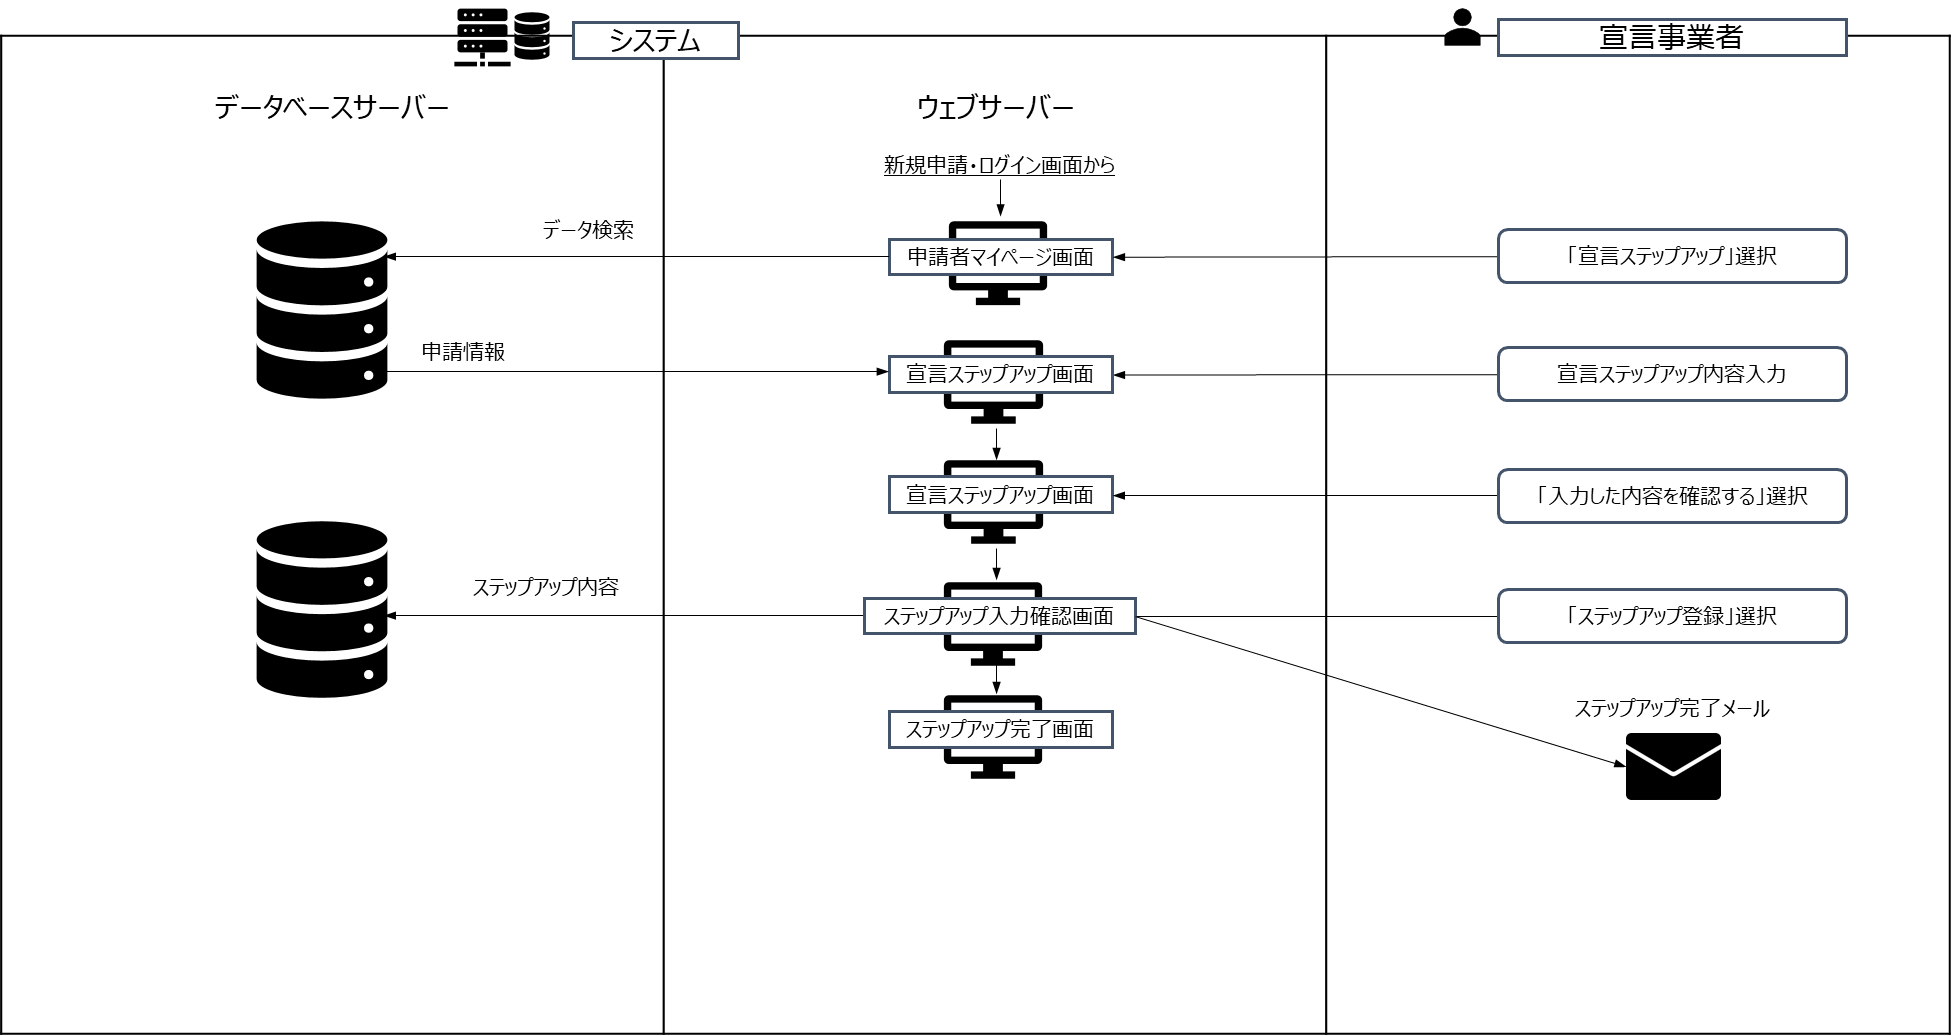 システム
宣言事業者
データベースサーバー
ウェブサーバー
新規申請・ログイン画面から
データ検索
申請者マイページ画面
「宣言ステップアップ」選択
申請情報
宣言ステップアップ画面
宣言ステップアップ内容入力
宣言ステップアップ画面
「入力した内容を確認する」選択
ステップアップ内容
ステップアップ入力確認画面
「ステップアップ登録」選択
ステップアップ完了メール
ステップアップ完了画面